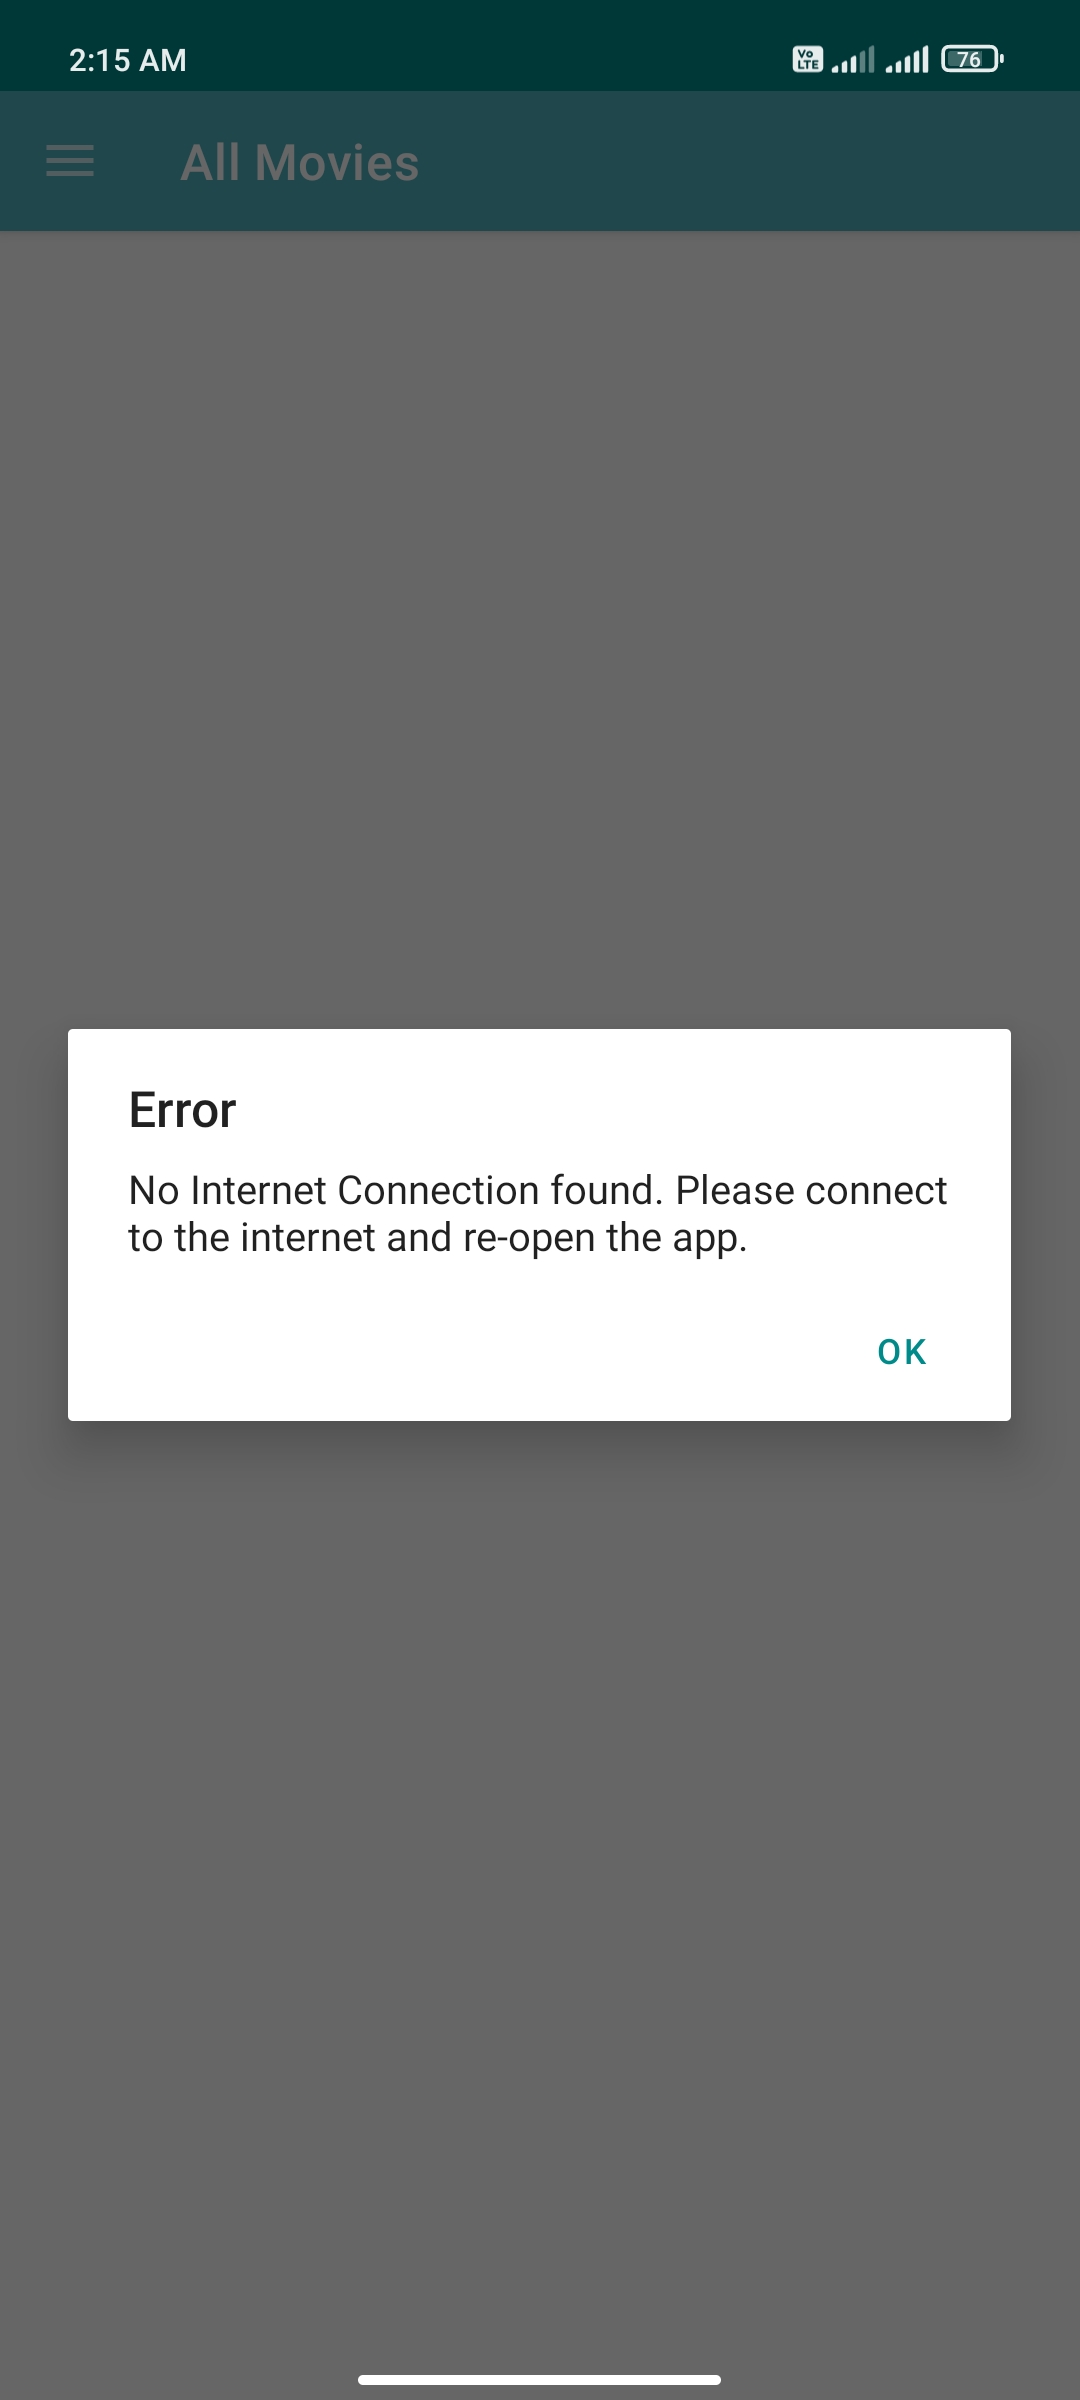 2:15 AM
Vo LTE
76
All Movies
Error
No Internet Connection found. Please connect
to the internet and re-open the app.
OK